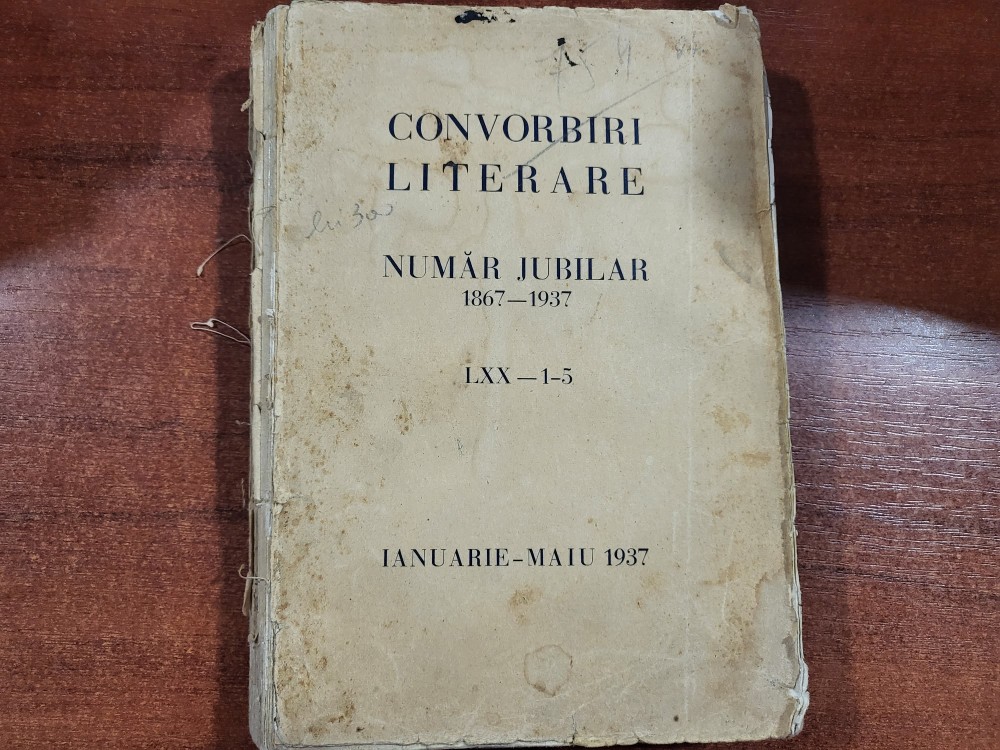 CONVORBIRI
LITERARE
NUMĂR JUBILAR
1867—1937
LXX — 1-5
IANUARIE-MAIU 1937